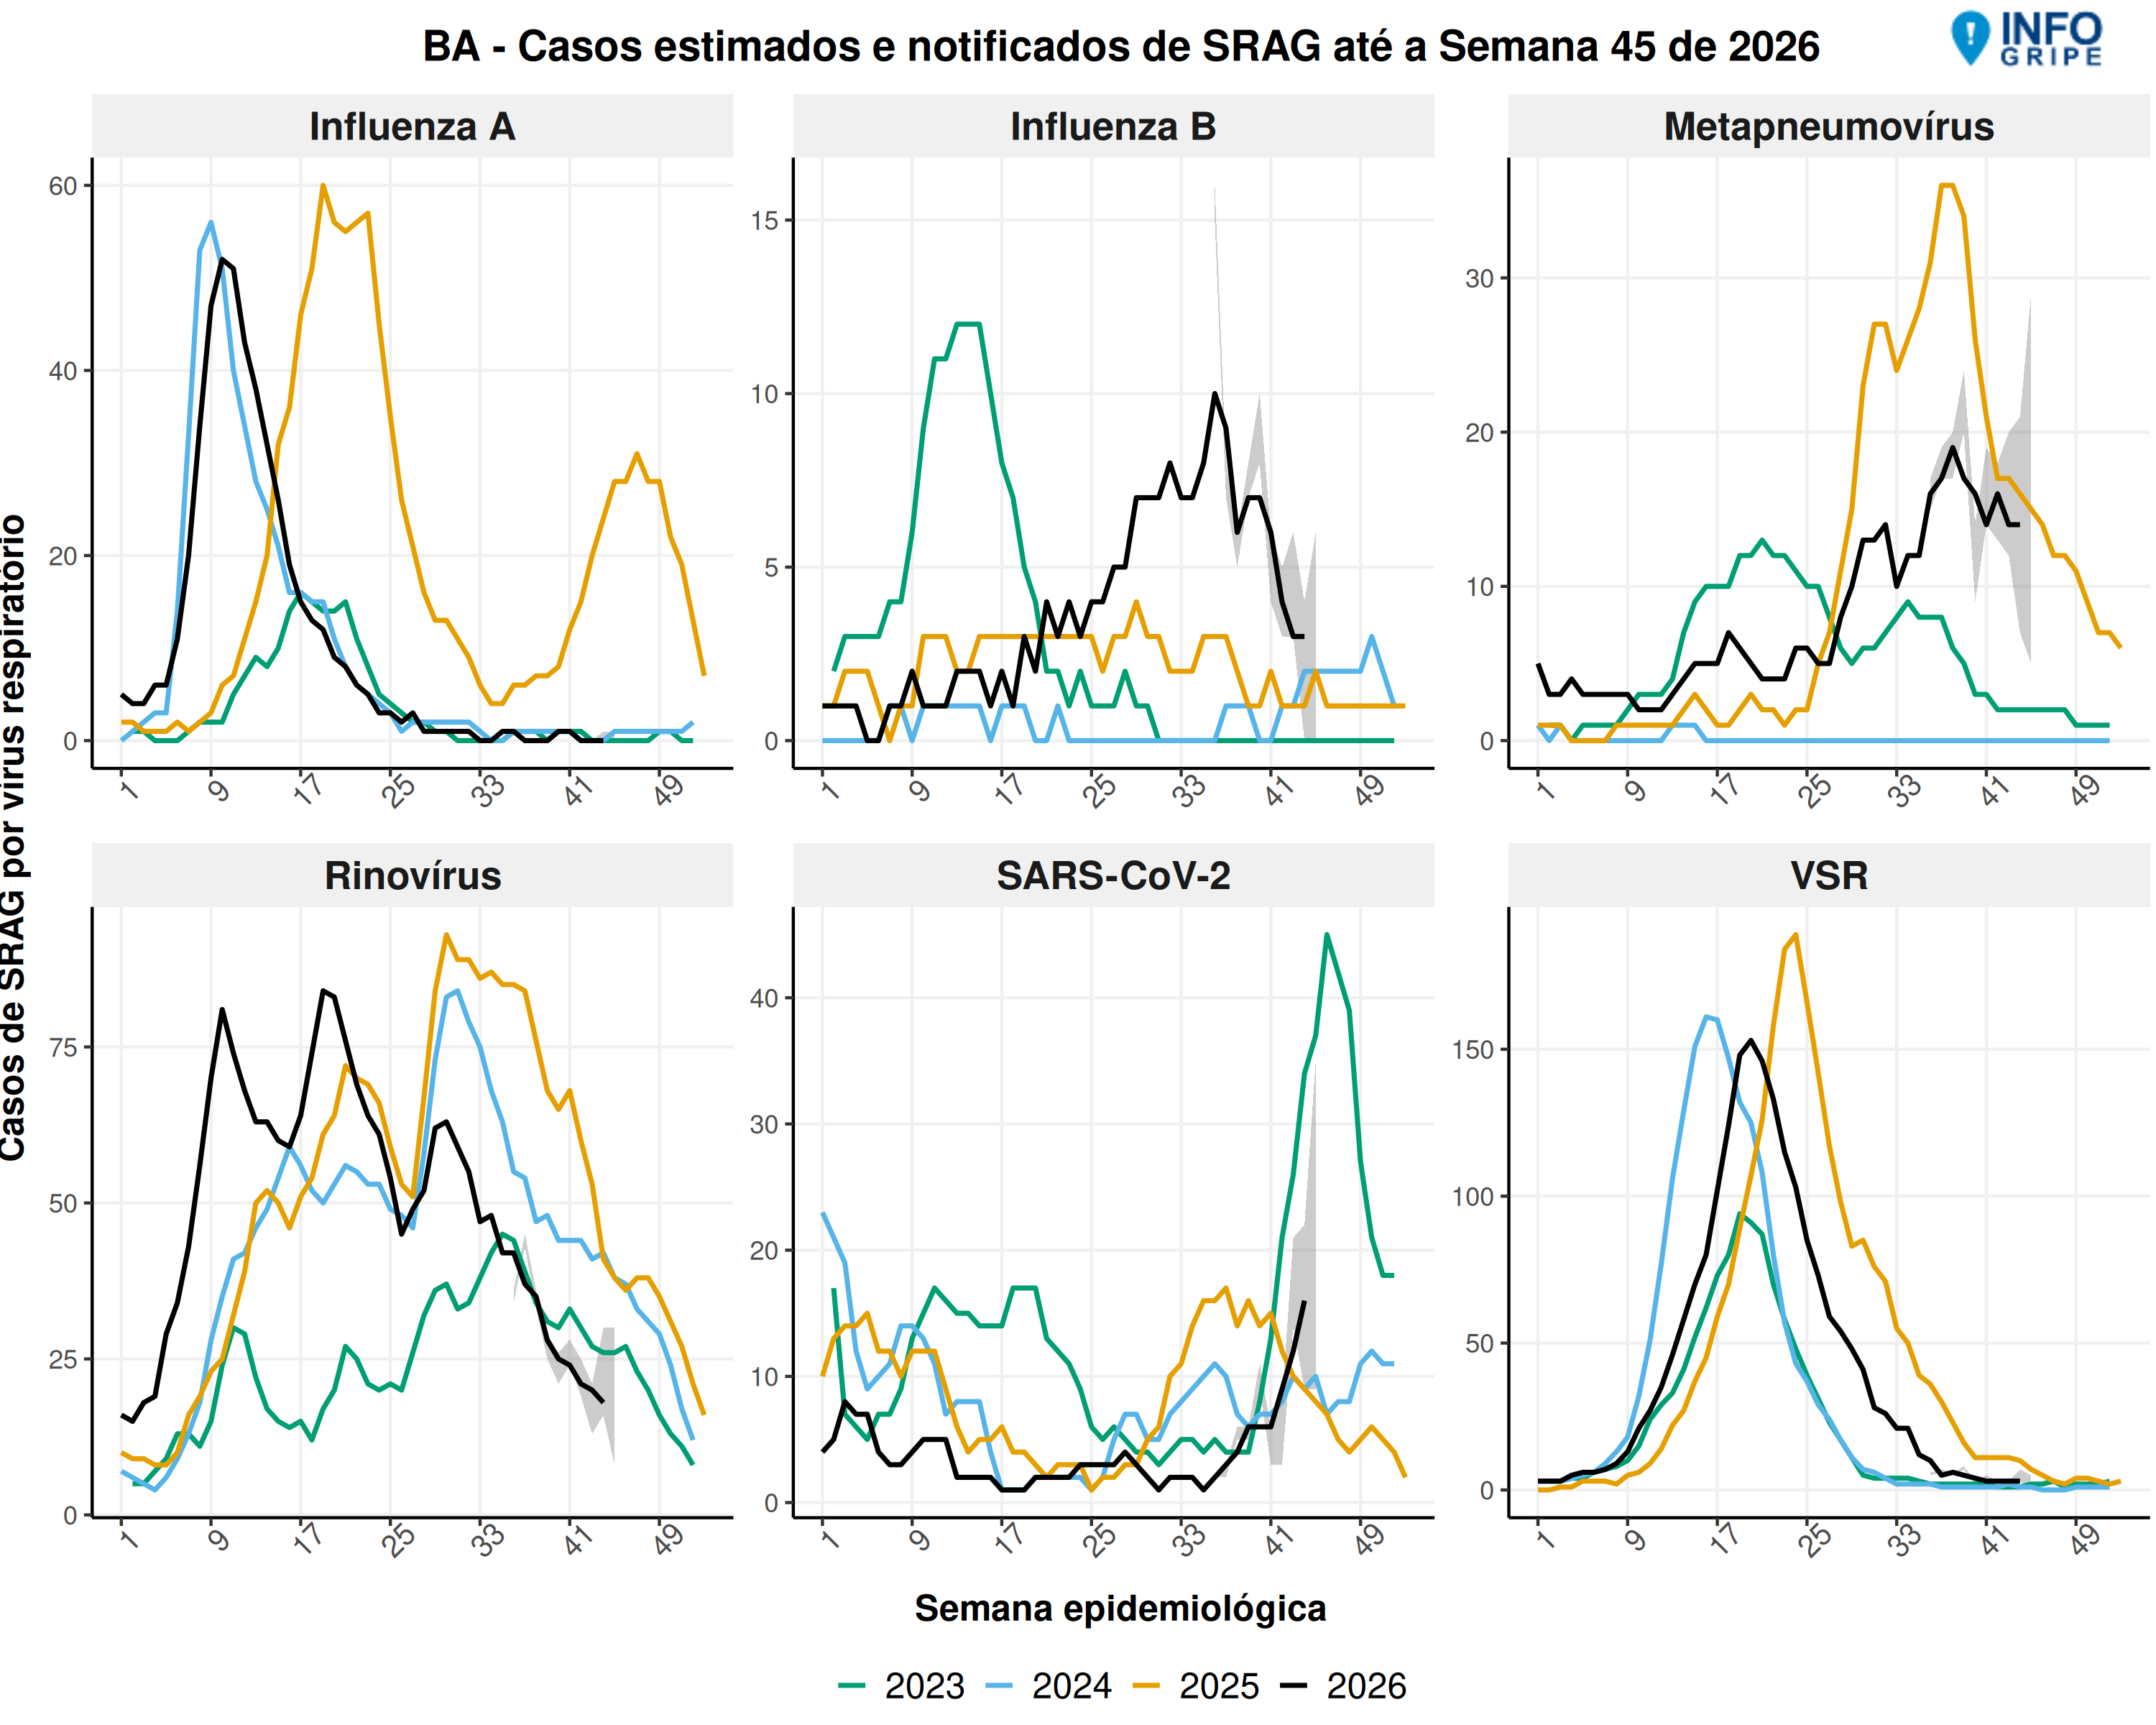 BA - Casos estimados e notificados de SRAG até a Semana 45 de 2026
INFO
GRIPE
Casos de SRAG por vírus respiratório
Influenza A
60
40
20
0
1 9 17 25 33 41 49
Influenza B
15
10
5
0
1 9 17 25 33 41 49
Metapneumovírus
30
20
10
0
1 9 17 25 33 41 49
Rinovírus
75
50
25
0
1 9 17 25 33 41 49
SARS-CoV-2
40
30
20
10
0
1 9 17 25 33 41 49
VSR
150
100
50
0
1 9 17 25 33 41 49
Semana epidemiológica
2023 2024 2025 2026